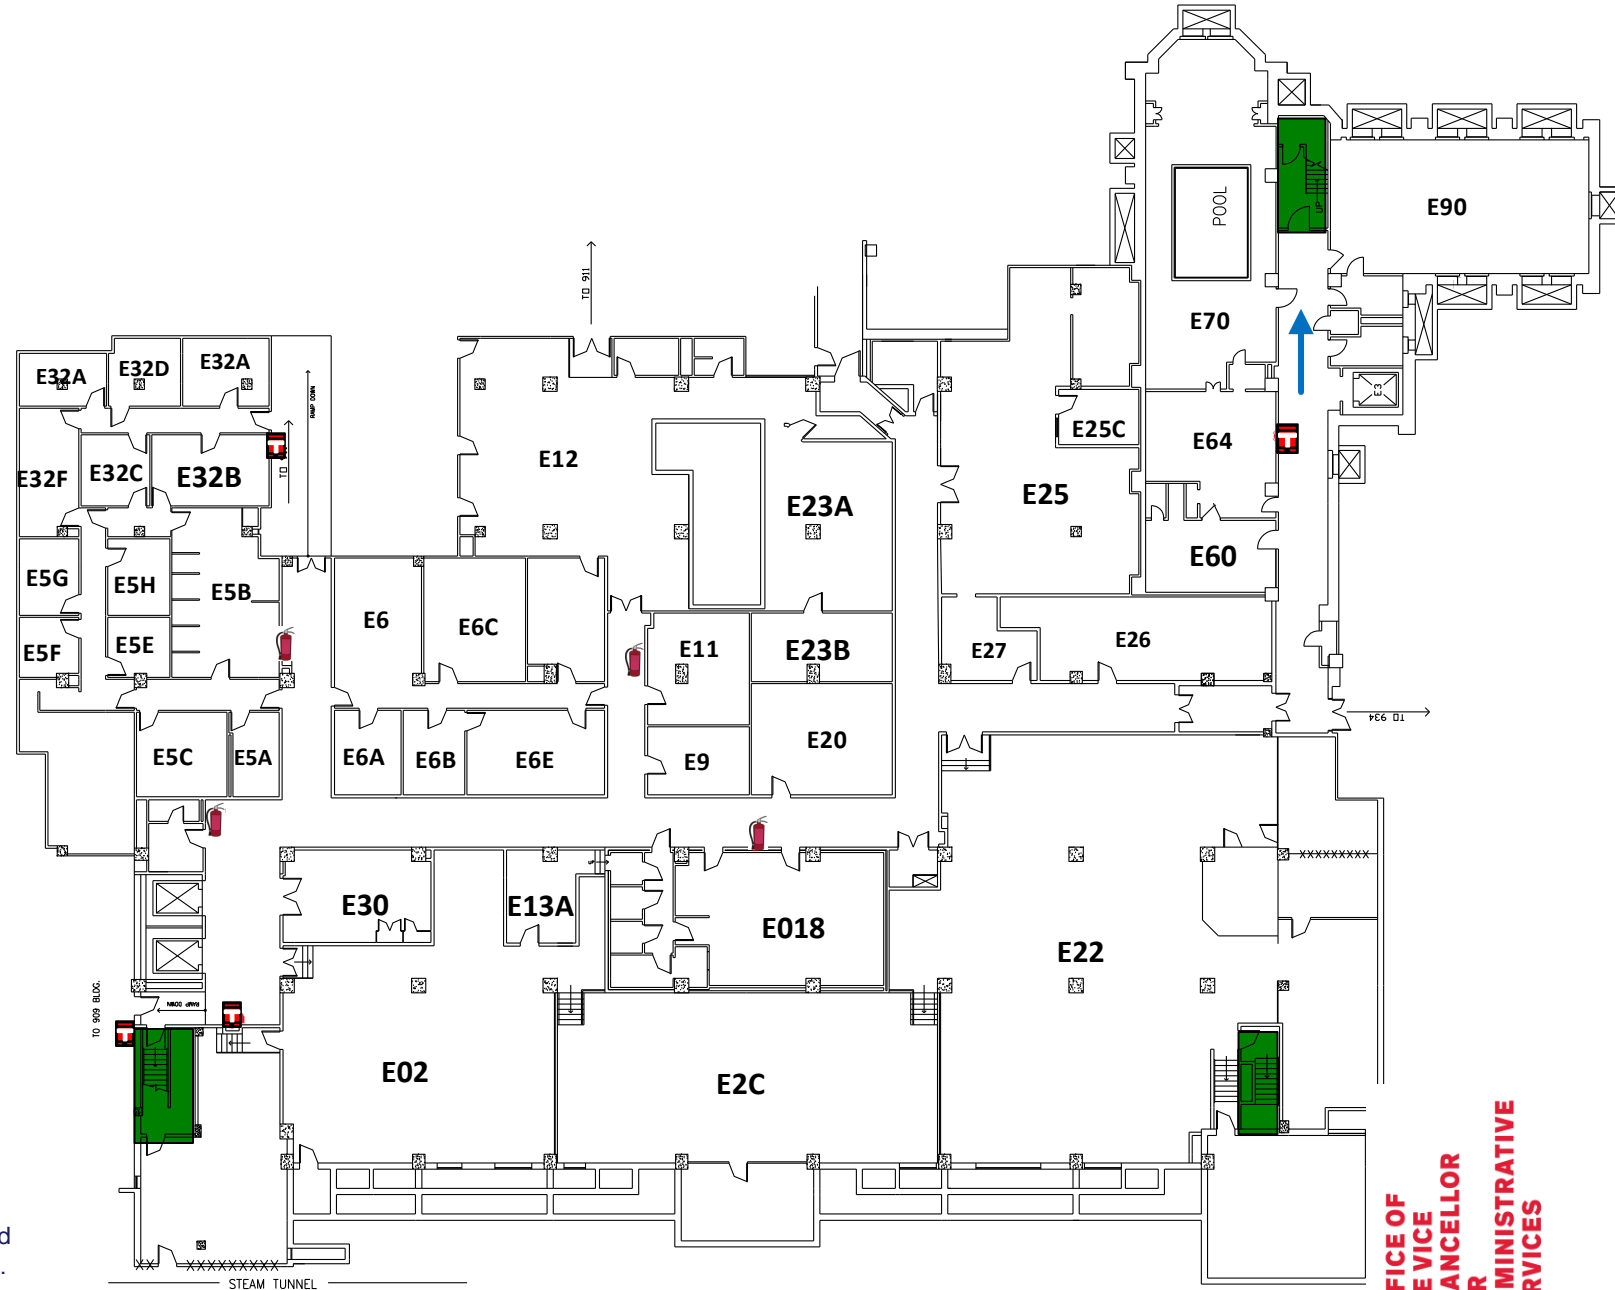 POOL
UP
E90
TO 911
E70
E32A
E32D
E32A
RAMP DOWN
E3
E25C
E64
E12
E32F
E32C
E32B
TO
E25
E23A
E60
E5G
E5H
E5B
E6
E6C
E11
E23B
E27
E26
E5F
E5E
TO 934
E5C
E5A
E6A
E6B
E6E
E9
E20
E30
E13A
E018
E22
RAMP DOWN
TO 909 BLDG.
E02
E2C
FICE OF
E VICE
ANCELLOR
R
MINISTRATIVE
RVICES
d
.
STEAM TUNNEL